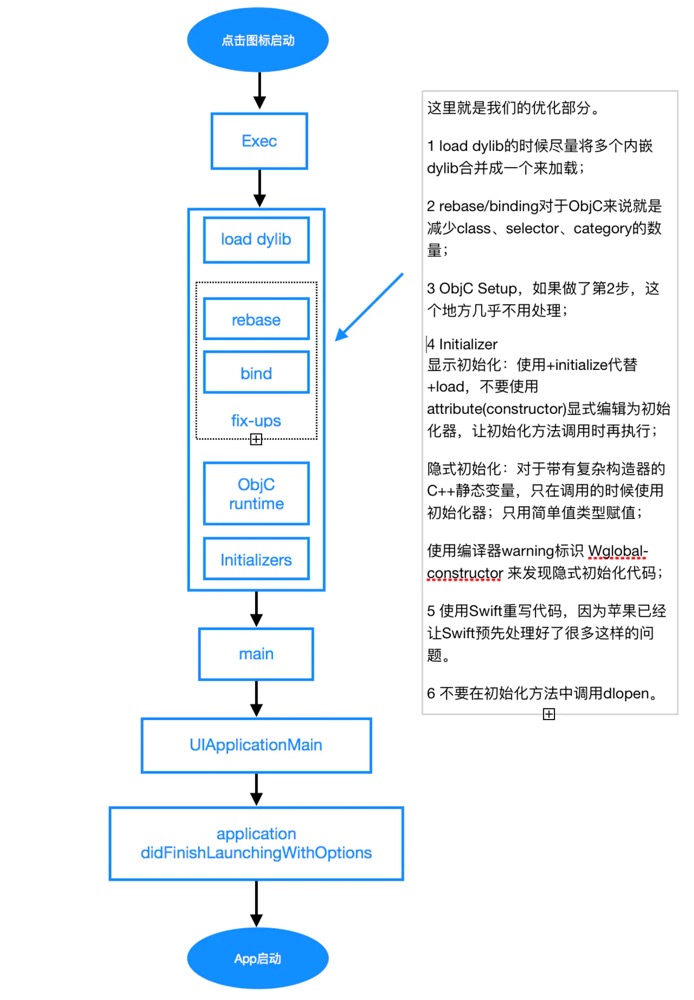 点击图标启动
Exec
load dylib
rebase
bind
fix-ups
ObjC
runtime
Initializers
main
UIApplicationMain
application
didFinishLaunchingWithOptions
App启动
这里就是我们的优化部分。
1 load dylib的时候尽量将多个内嵌
dylib合并成一个来加载；
2 rebase/binding对于ObjC来说就是
减少class、selector、category的数
量；
3 ObjC Setup，如果做了第2步，这
个地方几乎不用处理；
4 Initializer
显示初始化：使用+initialize代替
+load，不要使用
attribute(constructor)显式编辑为初始
化器，让初始化方法调用时再执行；
隐式初始化：对于带有复杂构造器的
C++静态变量，只在调用的时候使用
初始化器；只用简单值类型赋值；
使用编译器warning标识 Wglobal-
constructor 来发现隐式初始化代码；
5 使用Swift重写代码，因为苹果已经
让Swift预先处理好了很多这样的问
题。
6 不要在初始化方法中调用dlopen。